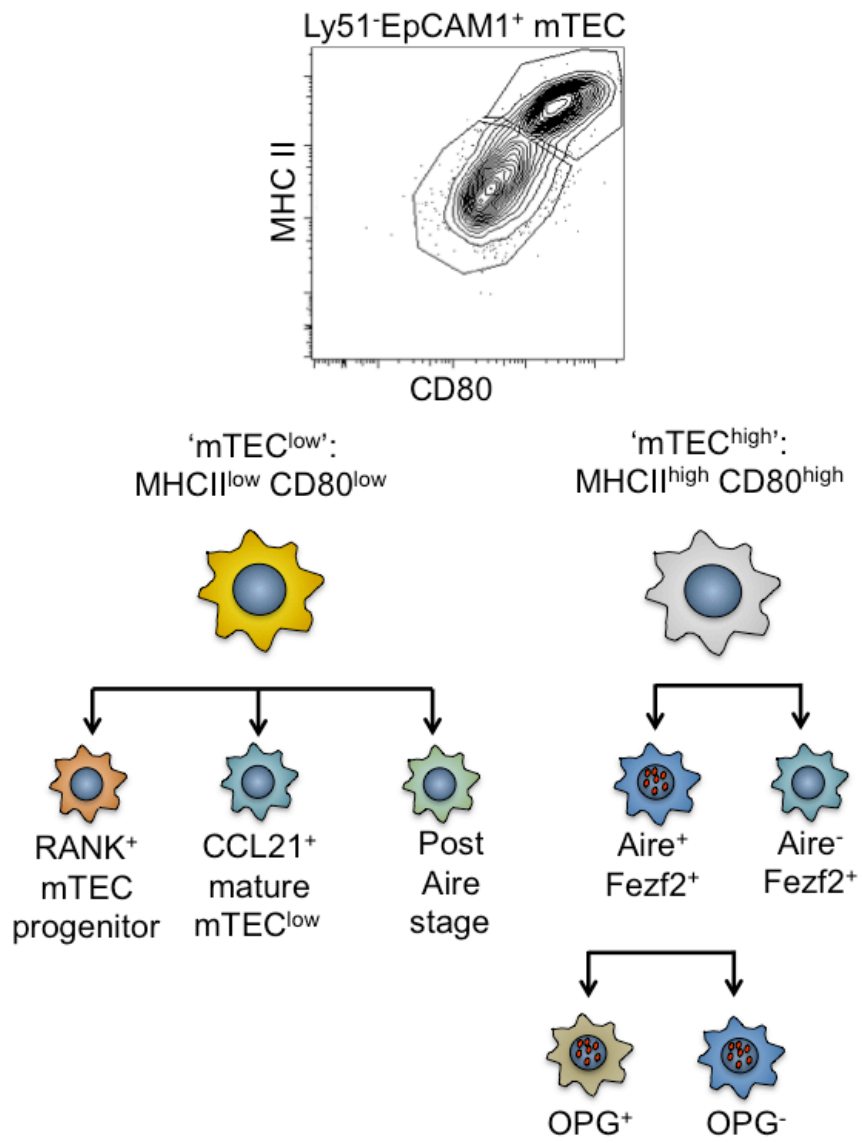 Ly51⁻EpCAM1⁺ mTEC
MHC II
CD80
‘mTECˡᵒʷ’:
MHCIIˡᵒʷ CD80ˡᵒʷ
‘mTECʰⁱᵍʰ’:
MHCIIʰⁱᵍʰ CD80ʰⁱᵍʰ
RANK⁺
mTEC
progenitor
CCL21⁺
mature
mTECˡᵒʷ
Post
Aire
stage
Aire⁺
Fezf2⁺
Aire⁻
Fezf2⁺
OPG⁺
OPG⁻